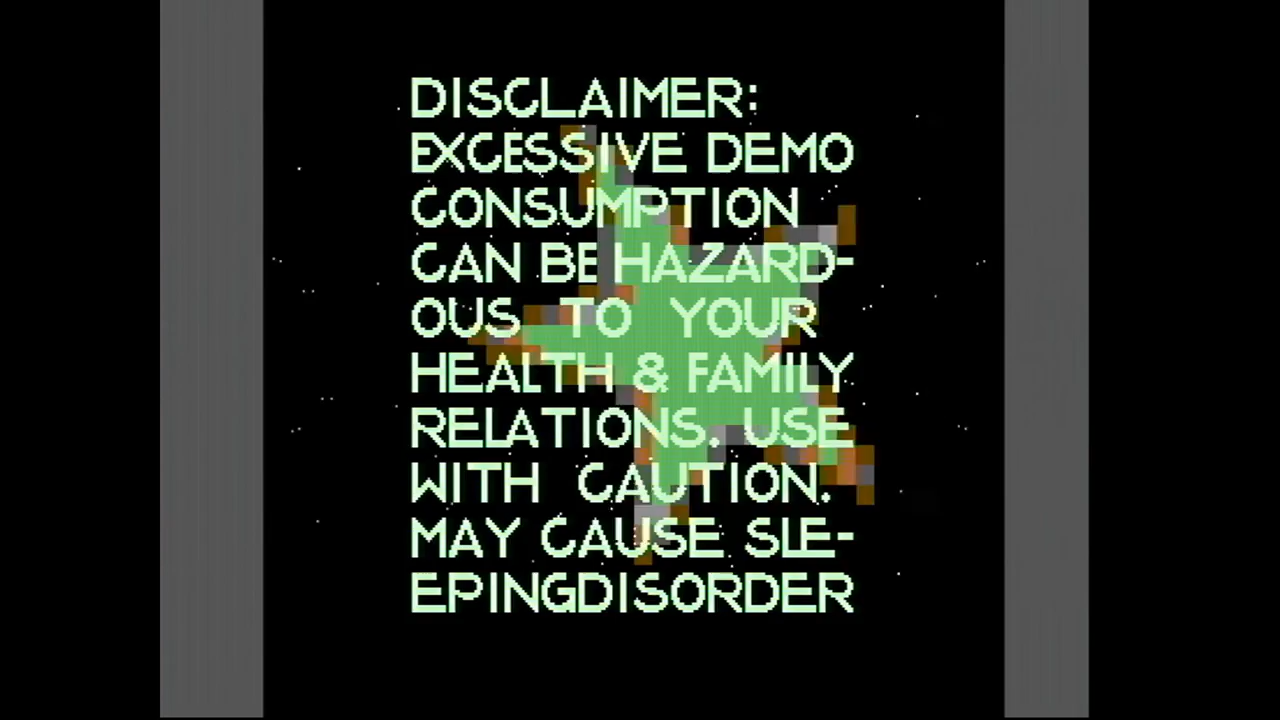 DISCLAIMER:
EXCESSIVE DEMO
CONSUMPTION
CAN BE HAZARD-
OUS TO YOUR
HEALTH & FAMILY
RELATIONS. USE
WITH CAUTION.
MAY CAUSE SLE-
EPINGDISORDER